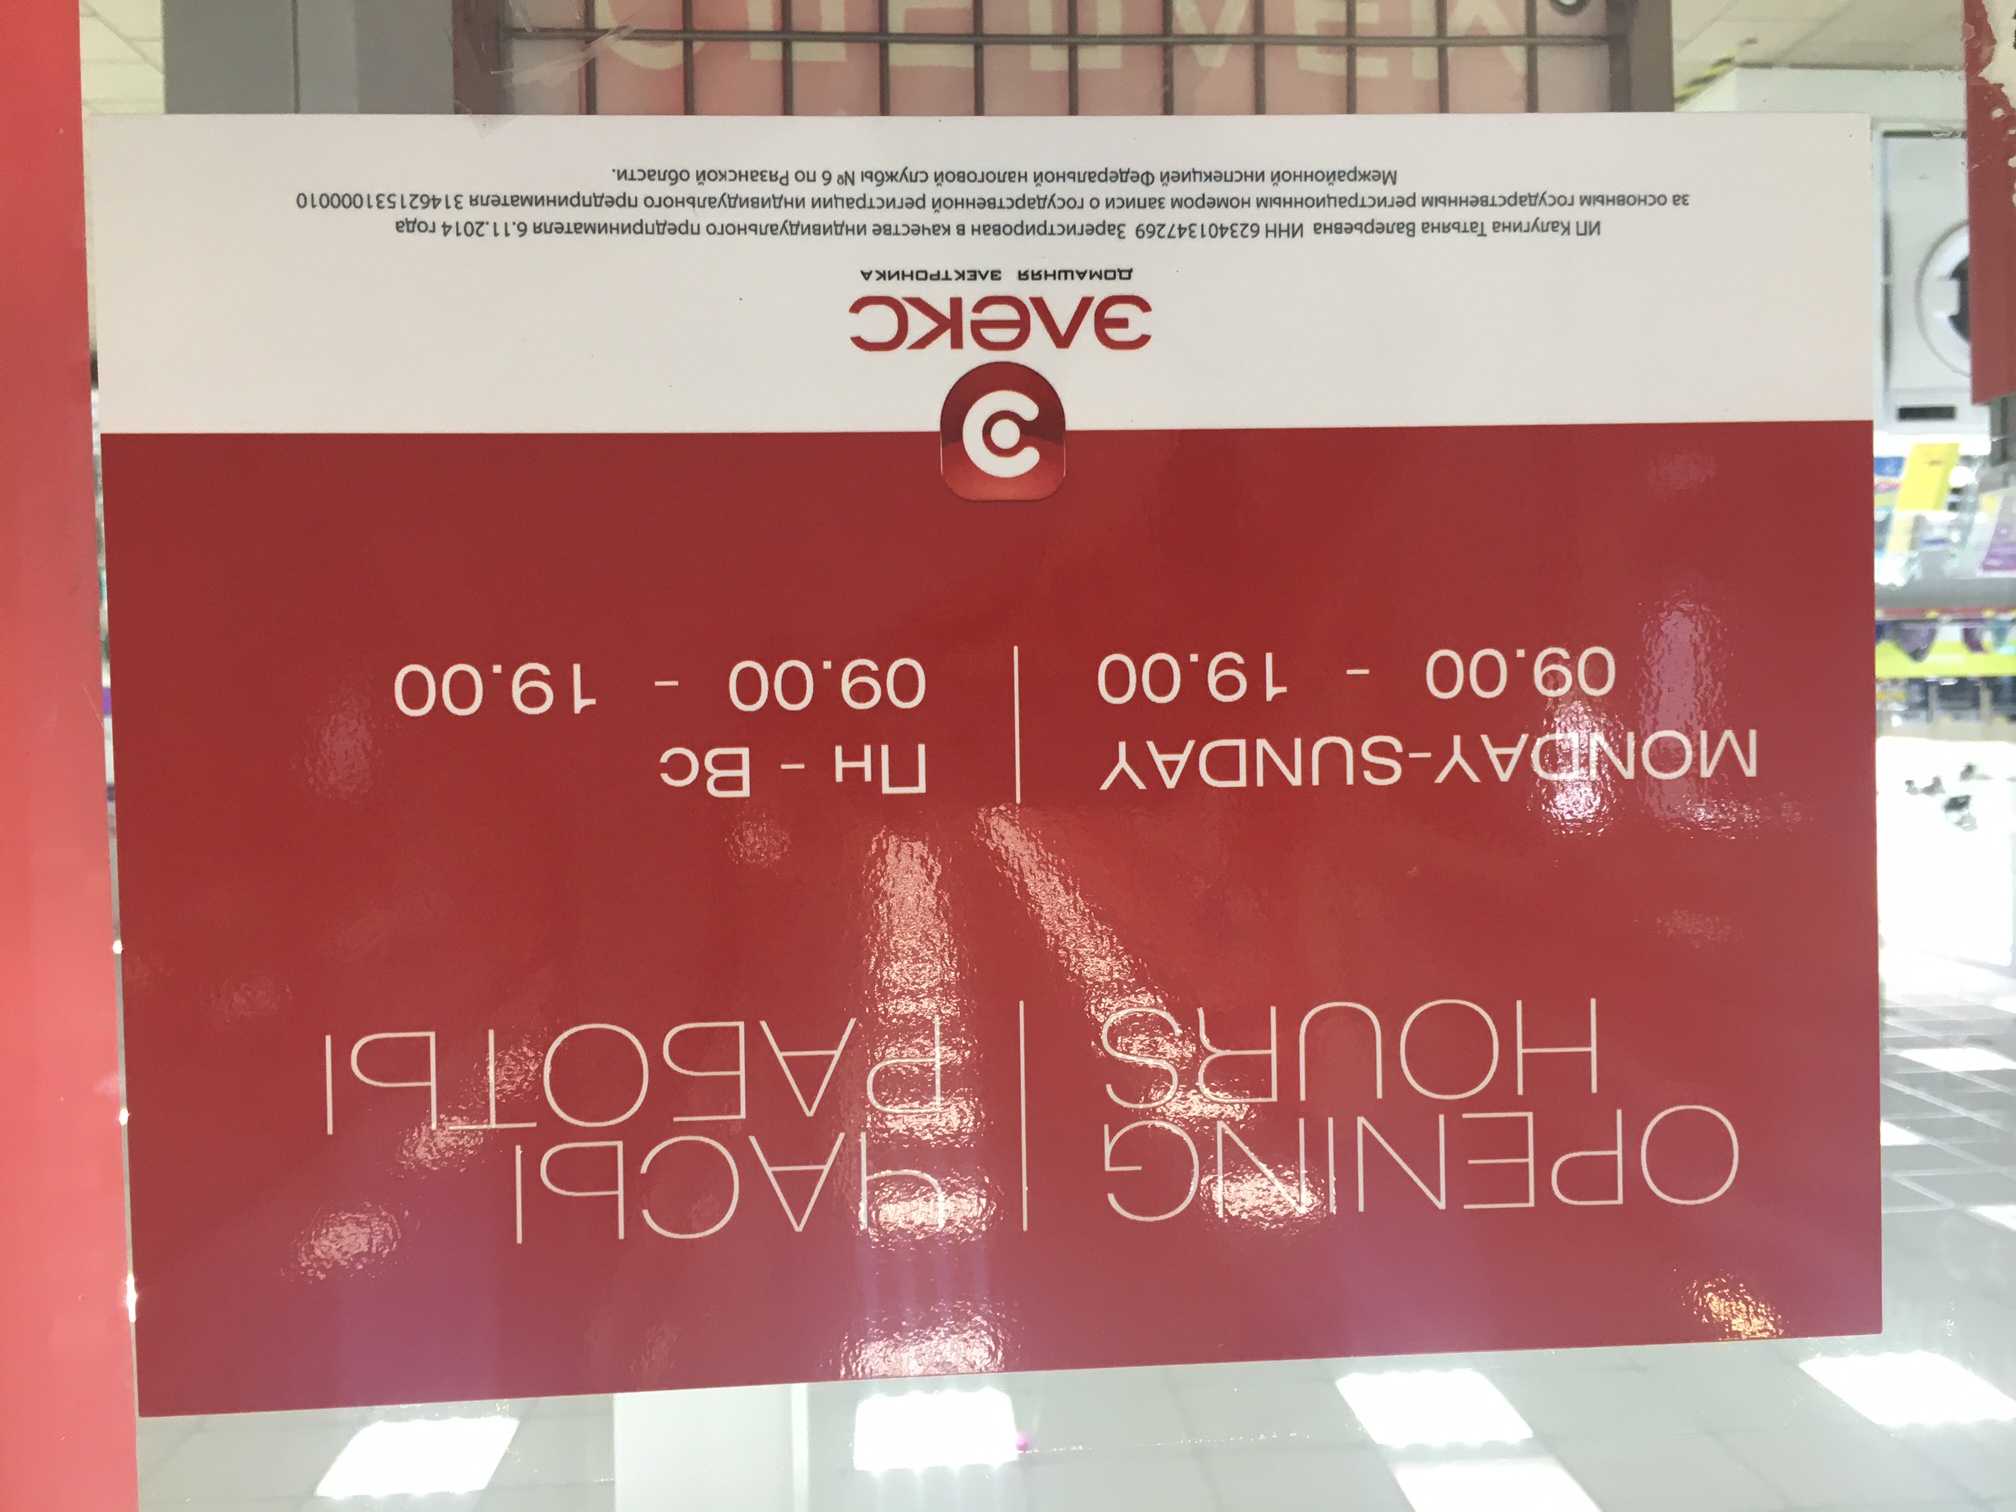 OPENING
HOURS
ЧАСЫ
РАБОТЫ
MONDAY-SUNDAY
09.00 - 19.00
Пн - Вс
09.00 - 19.00
элекс
ДОМАШНЯЯ ЭЛЕКТРОНИКА
ИП Калугина Татьяна Валерьевна ИНН 623401347269 Зарегистрирован в качестве индивидуального предпринимателя 6.11.2014 года
за основным государственным регистрационным номером записи о государственной регистрации индивидуального предпринимателя 314621531000010
Межрайонной инспекцией Федеральной налоговой службы № 6 по Рязанской области.